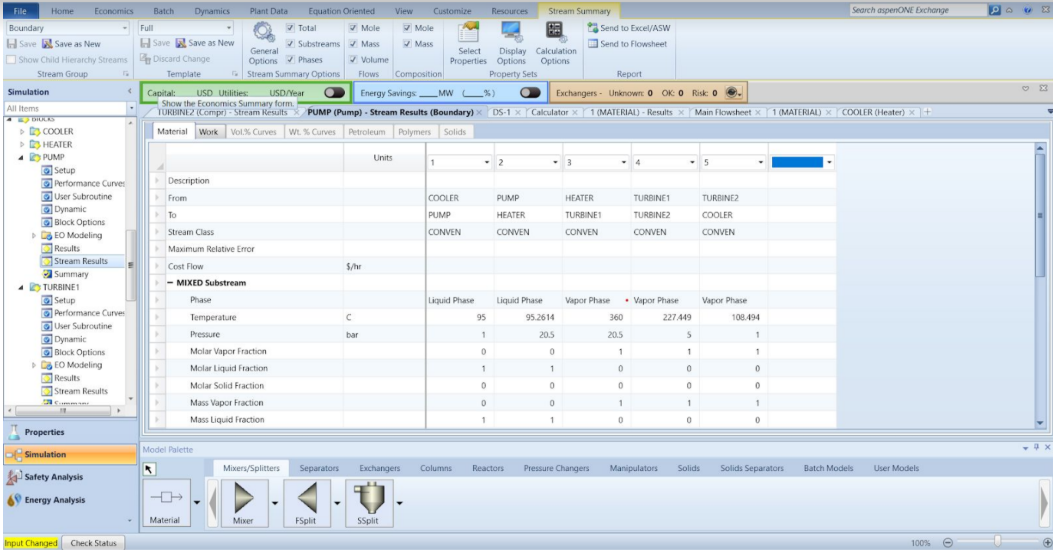 File Home Economics Batch Dynamics Plant Data Equation Oriented View Customize Resources Stream Summary Search aspenONE Exchange
Boundary Full Total Mole Mole Send to Excel/ASW
Save Save as New Save Save as New Substreams Mass Mass Send to Flowsheet
Show Child Hierarchy Streams Discard Change General Options Phases Volume Select Properties Display Options Calculation Options
Stream Group Template Stream Summary Options Flows Composition Property Sets Report
Simulation Capital: USD Utilities: USD/Year Energy Savings: ___MW (___%) Exchangers - Unknown: 0 OK: 0 Risk: 0
All Items Show the Economics Summary form.
TURBINE2 (Compr) - Stream Results PUMP (Pump) - Stream Results (Boundary) DS-1 Calculator 1 (MATERIAL) - Results Main Flowsheet 1 (MATERIAL) COOLER (Heater)
Material Work Vol.% Curves Wt. % Curves Petroleum Polymers Solids
COOLER
HEATER
PUMP
Setup
Performance Curves
User Subroutine
Dynamic
Block Options
EO Modeling
Results
Stream Results
Summary
TURBINE1
Setup
Performance Curves
User Subroutine
Dynamic
Block Options
EO Modeling
Results
Stream Results
Summary
Properties
Simulation
Safety Analysis
Energy Analysis
Units 1 2 3 4 5
Description
From COOLER PUMP HEATER TURBINE1 TURBINE2
To PUMP HEATER TURBINE1 TURBINE2 COOLER
Stream Class CONVEN CONVEN CONVEN CONVEN CONVEN
Maximum Relative Error
Cost Flow $/hr
MIXED Substream
Phase Liquid Phase Liquid Phase Vapor Phase Vapor Phase Vapor Phase
Temperature C 95 95.2614 360 227.449 108.494
Pressure bar 1 20.5 20.5 5 1
Molar Vapor Fraction 0 0 1 1 1
Molar Liquid Fraction 1 1 0 0 0
Molar Solid Fraction 0 0 0 0 0
Mass Vapor Fraction 0 0 1 1 1
Mass Liquid Fraction 1 1 0 0 0
Model Palette
Mixers/Splitters Separators Exchangers Columns Reactors Pressure Changers Manipulators Solids Solids Separators Batch Models User Models
Material Mixer FSplit SSplit
Input Changed Check Status 100%